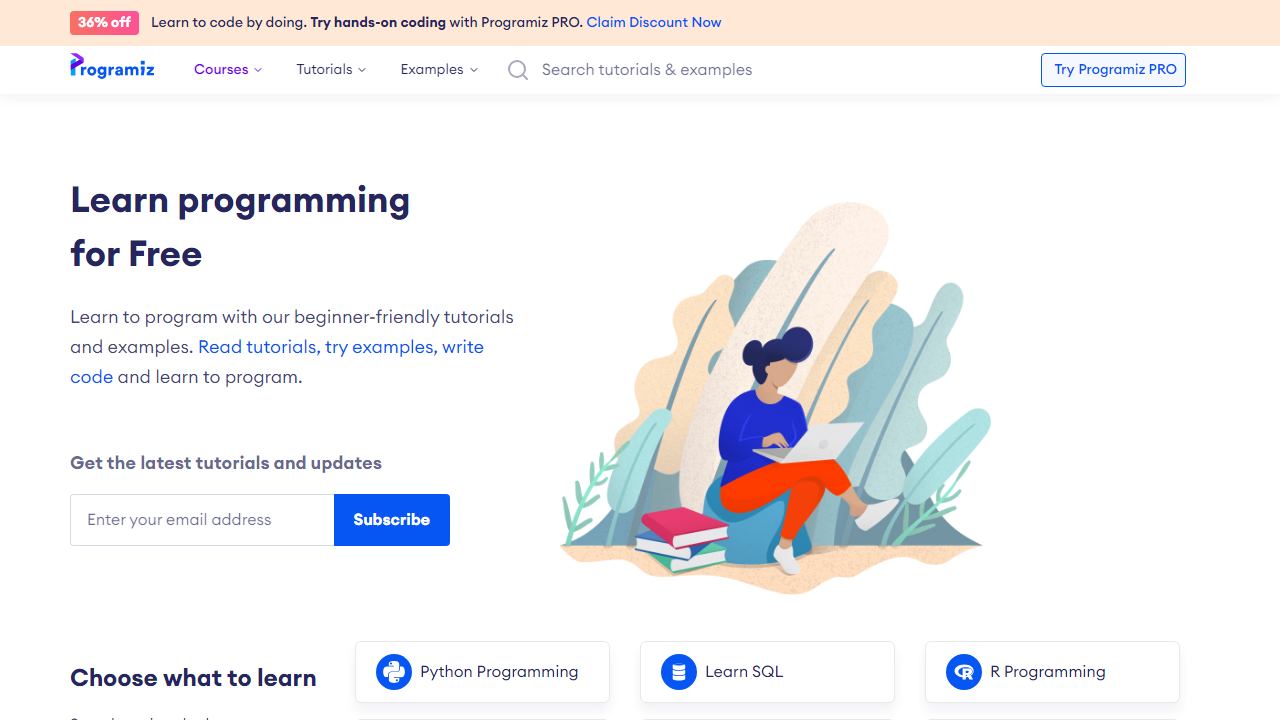 36% off Learn to code by doing. Try hands-on coding with Programiz PRO. Claim Discount Now
Programiz Courses Tutorials Examples Search tutorials & examples Try Programiz PRO
Learn programming
for Free
Learn to program with our beginner-friendly tutorials
and examples. Read tutorials, try examples, write
code and learn to program.
Get the latest tutorials and updates
Enter your email address Subscribe
Choose what to learn
Python Programming Learn SQL R Programming